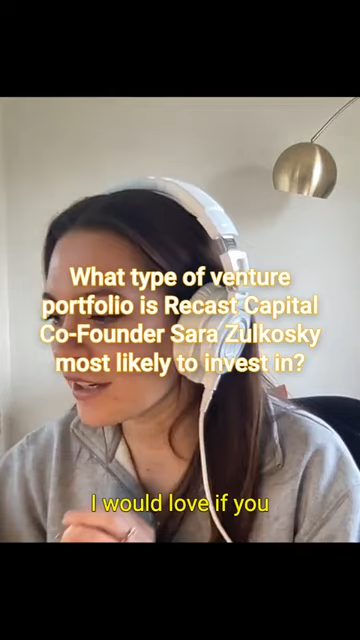 What type of venture
portfolio is Recast Capital
Co-Founder Sara Zulkosky
most likely to invest in?
I would love if you